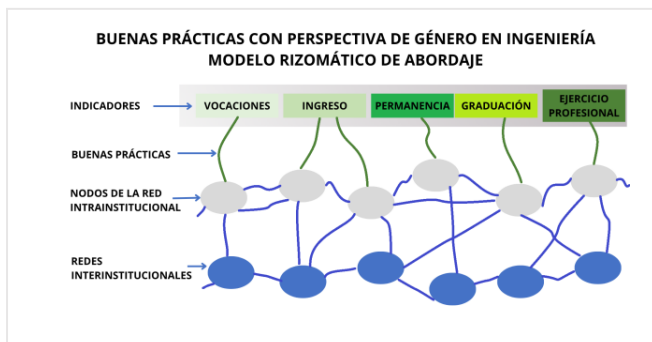 BUENAS PRÁCTICAS CON PERSPECTIVA DE GÉNERO EN INGENIERÍA
MODELO RIZOMÁTICO DE ABORDAJE
INDICADORES
VOCACIONES
INGRESO
PERMANENCIA
GRADUACIÓN
EJERCICIO
PROFESIONAL
BUENAS PRÁCTICAS
NODOS DE LA RED
INTRAINSTITUCIONAL
REDES
INTERINSTITUCIONALES